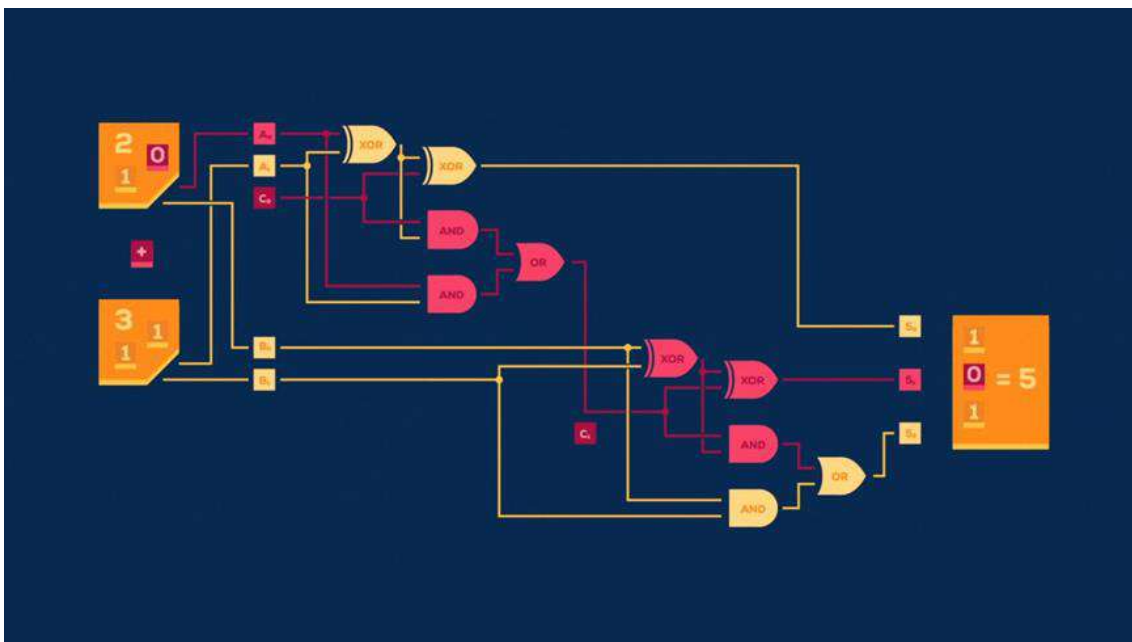 2
0
1
+
3
1
1
A₀
A₁
C₀
XOR
XOR
AND
AND
OR
B₀
B₁
C₁
XOR
XOR
AND
AND
OR
S₀
S₁
1
0 = 5
1